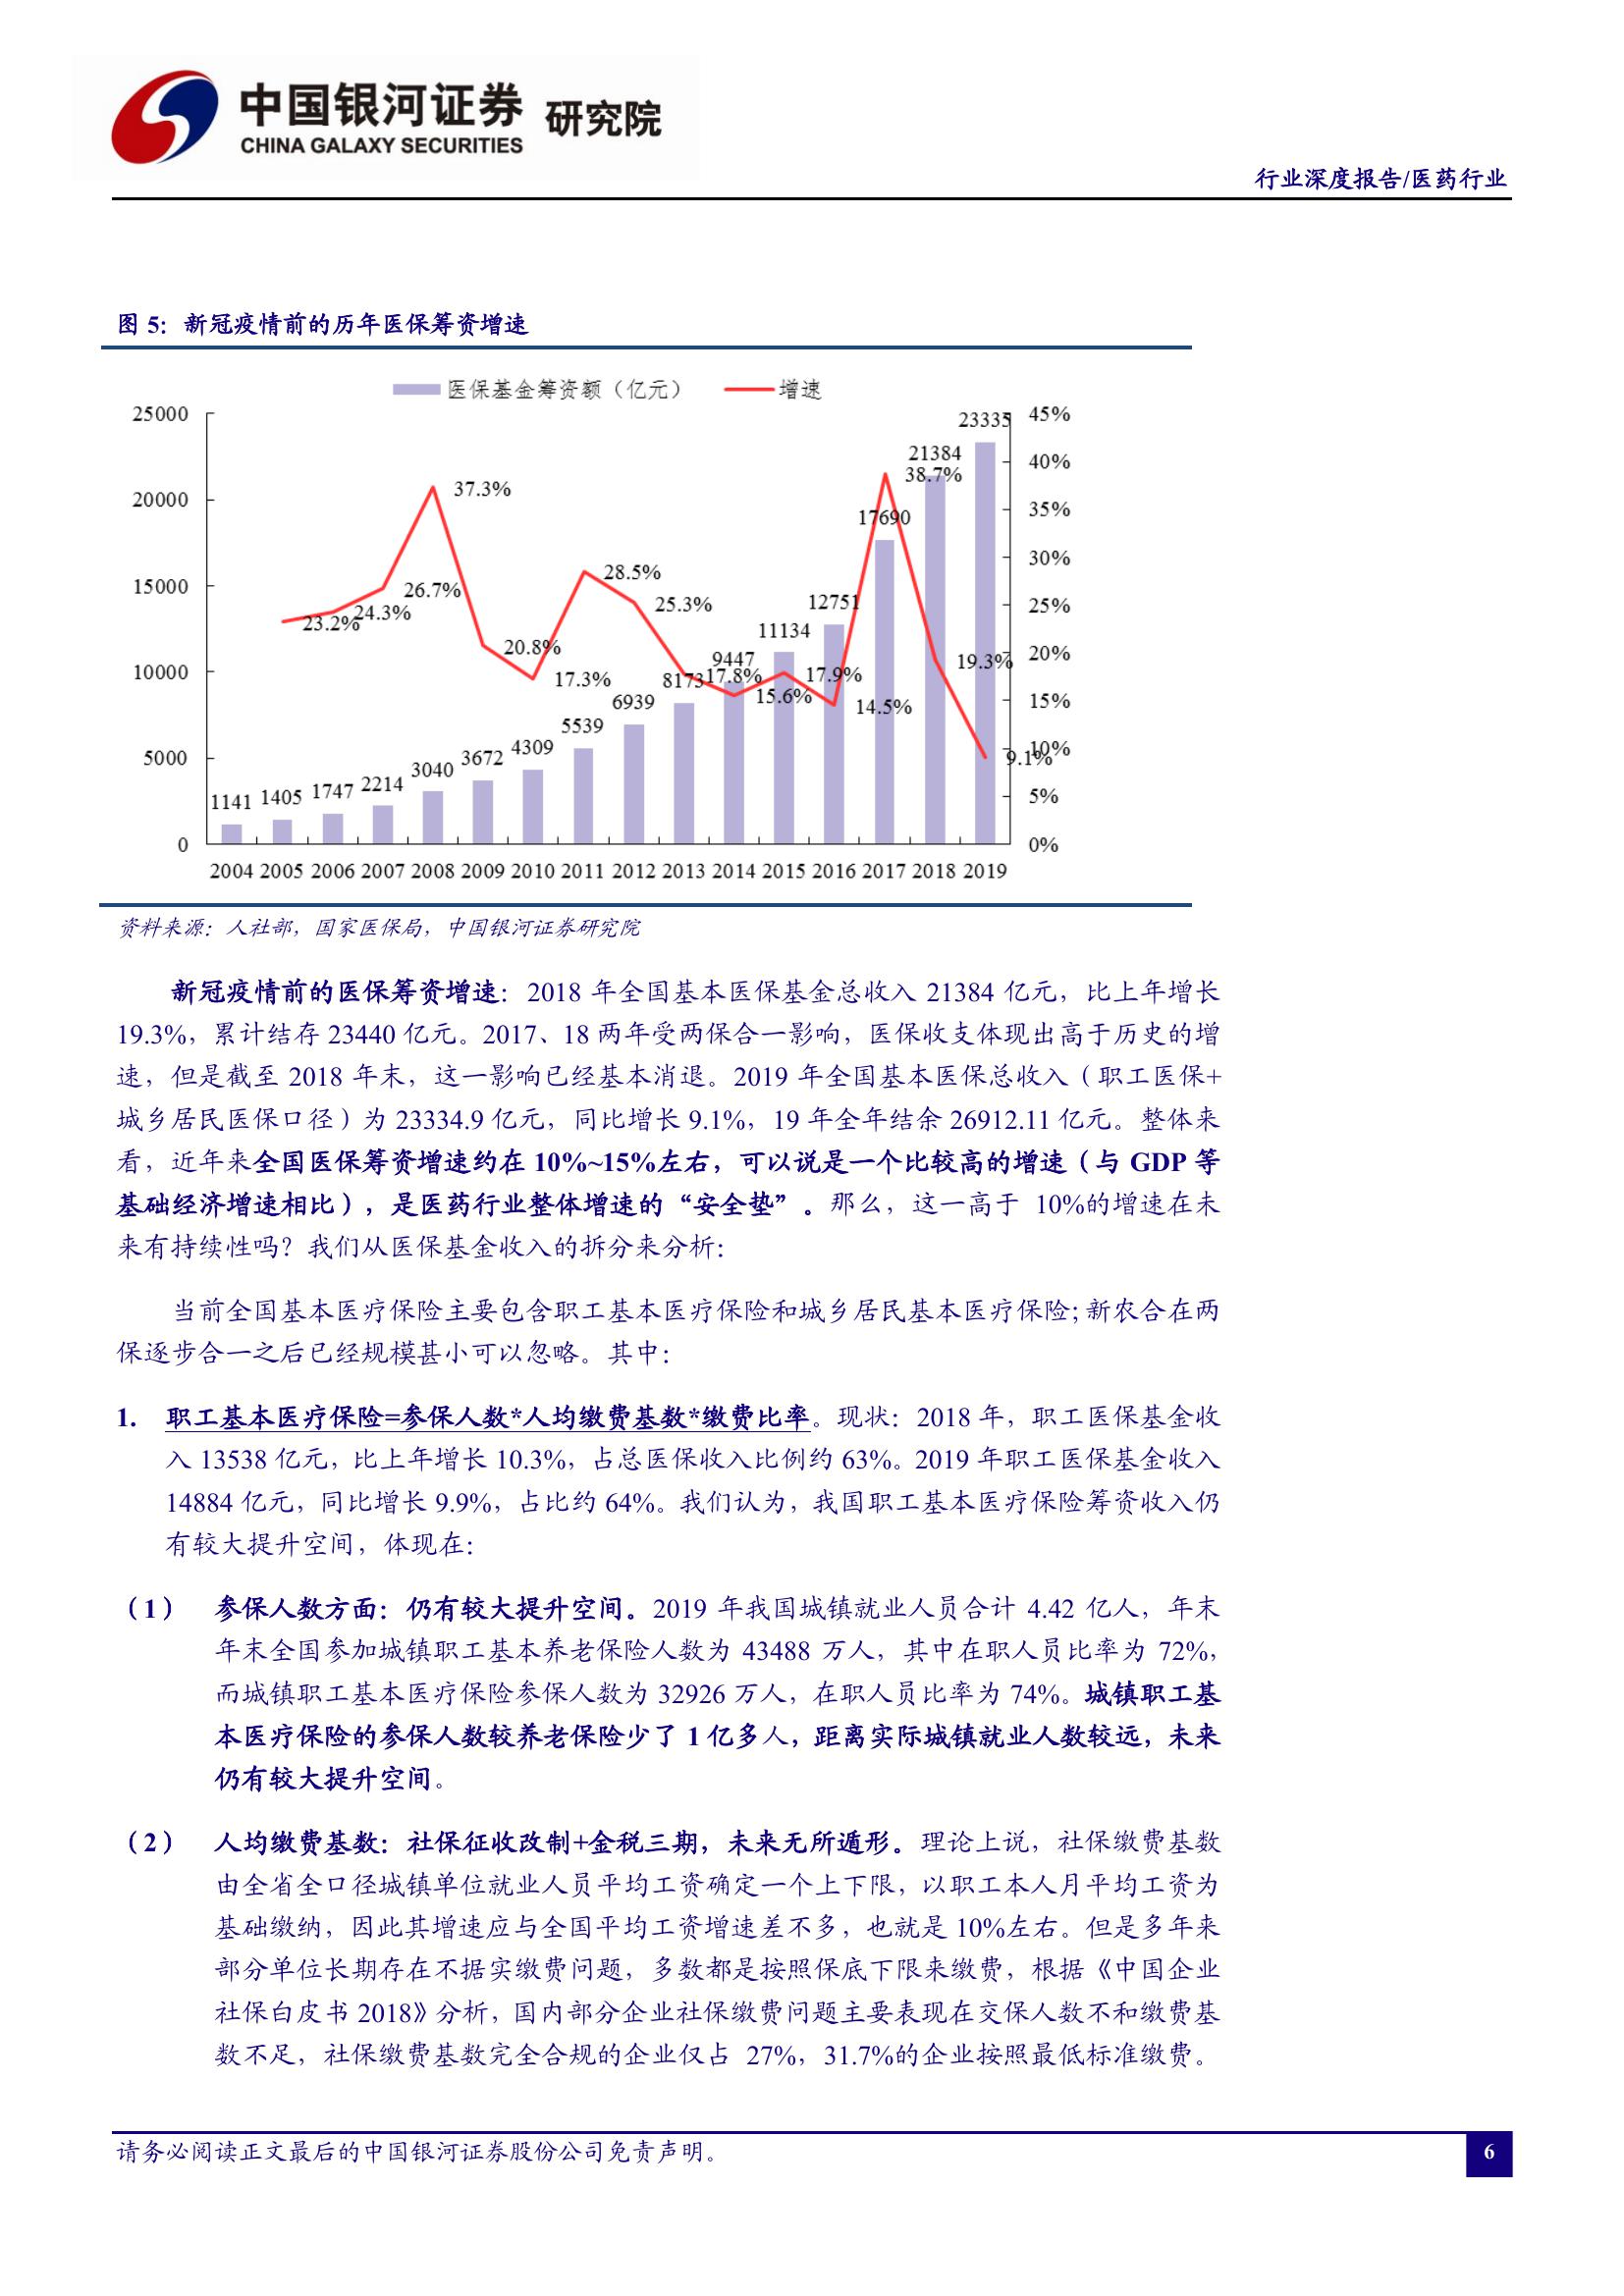 中国银河证券 研究院
CHINA GALAXY SECURITIES
行业深度报告/医药行业
图 5：新冠疫情前的历年医保筹资增速
医保基金筹资额（亿元） 增速
25000
20000
15000
10000
5000
0
45%
40%
35%
30%
25%
20%
15%
10%
5%
0%
1141 1405 1747 2214 3040 3672 4309 5539 6939 8173 9447 11134 12751 17690 21384 23335
23.2% 24.3% 26.7% 37.3% 20.8% 17.3% 28.5% 25.3% 17.8% 15.6% 17.9% 14.5% 38.7% 19.3% 9.1%
2004 2005 2006 2007 2008 2009 2010 2011 2012 2013 2014 2015 2016 2017 2018 2019
资料来源：人社部，国家医保局，中国银河证券研究院
新冠疫情前的医保筹资增速：2018 年全国基本医保基金总收入 21384 亿元，比上年增长
19.3%，累计结存 23440 亿元。2017、18 两年受两保合一影响，医保收支体现出高于历史的增
速，但是截至 2018 年末，这一影响已经基本消退。2019 年全国基本医保总收入（职工医保+
城乡居民医保口径）为 23334.9 亿元，同比增长 9.1%，19 年全年结余 26912.11 亿元。整体来
看，近年来全国医保筹资增速约在 10%~15%左右，可以说是一个比较高的增速（与 GDP 等
基础经济增速相比），是医药行业整体增速的“安全垫”。那么，这一高于 10%的增速在未
来有持续性吗？我们从医保基金收入的拆分来分析：
当前全国基本医疗保险主要包含职工基本医疗保险和城乡居民基本医疗保险；新农合在两
保逐步合一之后已经规模甚小可以忽略。其中：
1. 职工基本医疗保险=参保人数*人均缴费基数*缴费比率。现状：2018 年，职工医保基金收
入 13538 亿元，比上年增长 10.3%，占总医保收入比例约 63%。2019 年职工医保基金收入
14884 亿元，同比增长 9.9%，占比约 64%。我们认为，我国职工基本医疗保险筹资收入仍
有较大提升空间，体现在：
（1） 参保人数方面：仍有较大提升空间。2019 年我国城镇就业人员合计 4.42 亿人，年末
年末全国参加城镇职工基本养老保险人数为 43488 万人，其中在职人员比率为 72%，
而城镇职工基本医疗保险参保人数为 32926 万人，在职人员比率为 74%。城镇职工基
本医疗保险的参保人数较养老保险少了 1 亿多人，距离实际城镇就业人数较远，未来
仍有较大提升空间。
（2） 人均缴费基数：社保征收改制+金税三期，未来无所遁形。理论上说，社保缴费基数
由全省全口径城镇单位就业人员平均工资确定一个上下限，以职工本人月平均工资为
基础缴纳，因此其增速应与全国平均工资增速差不多，也就是 10%左右。但是多年来
部分单位长期存在不据实缴费问题，多数都是按照保底下限来缴费，根据《中国企业
社保白皮书 2018》分析，国内部分企业社保缴费问题主要表现在交保人数不和缴费基
数不足，社保缴费基数完全合规的企业仅占 27%，31.7%的企业按照最低标准缴费。
请务必阅读正文最后的中国银河证券股份公司免责声明。
6